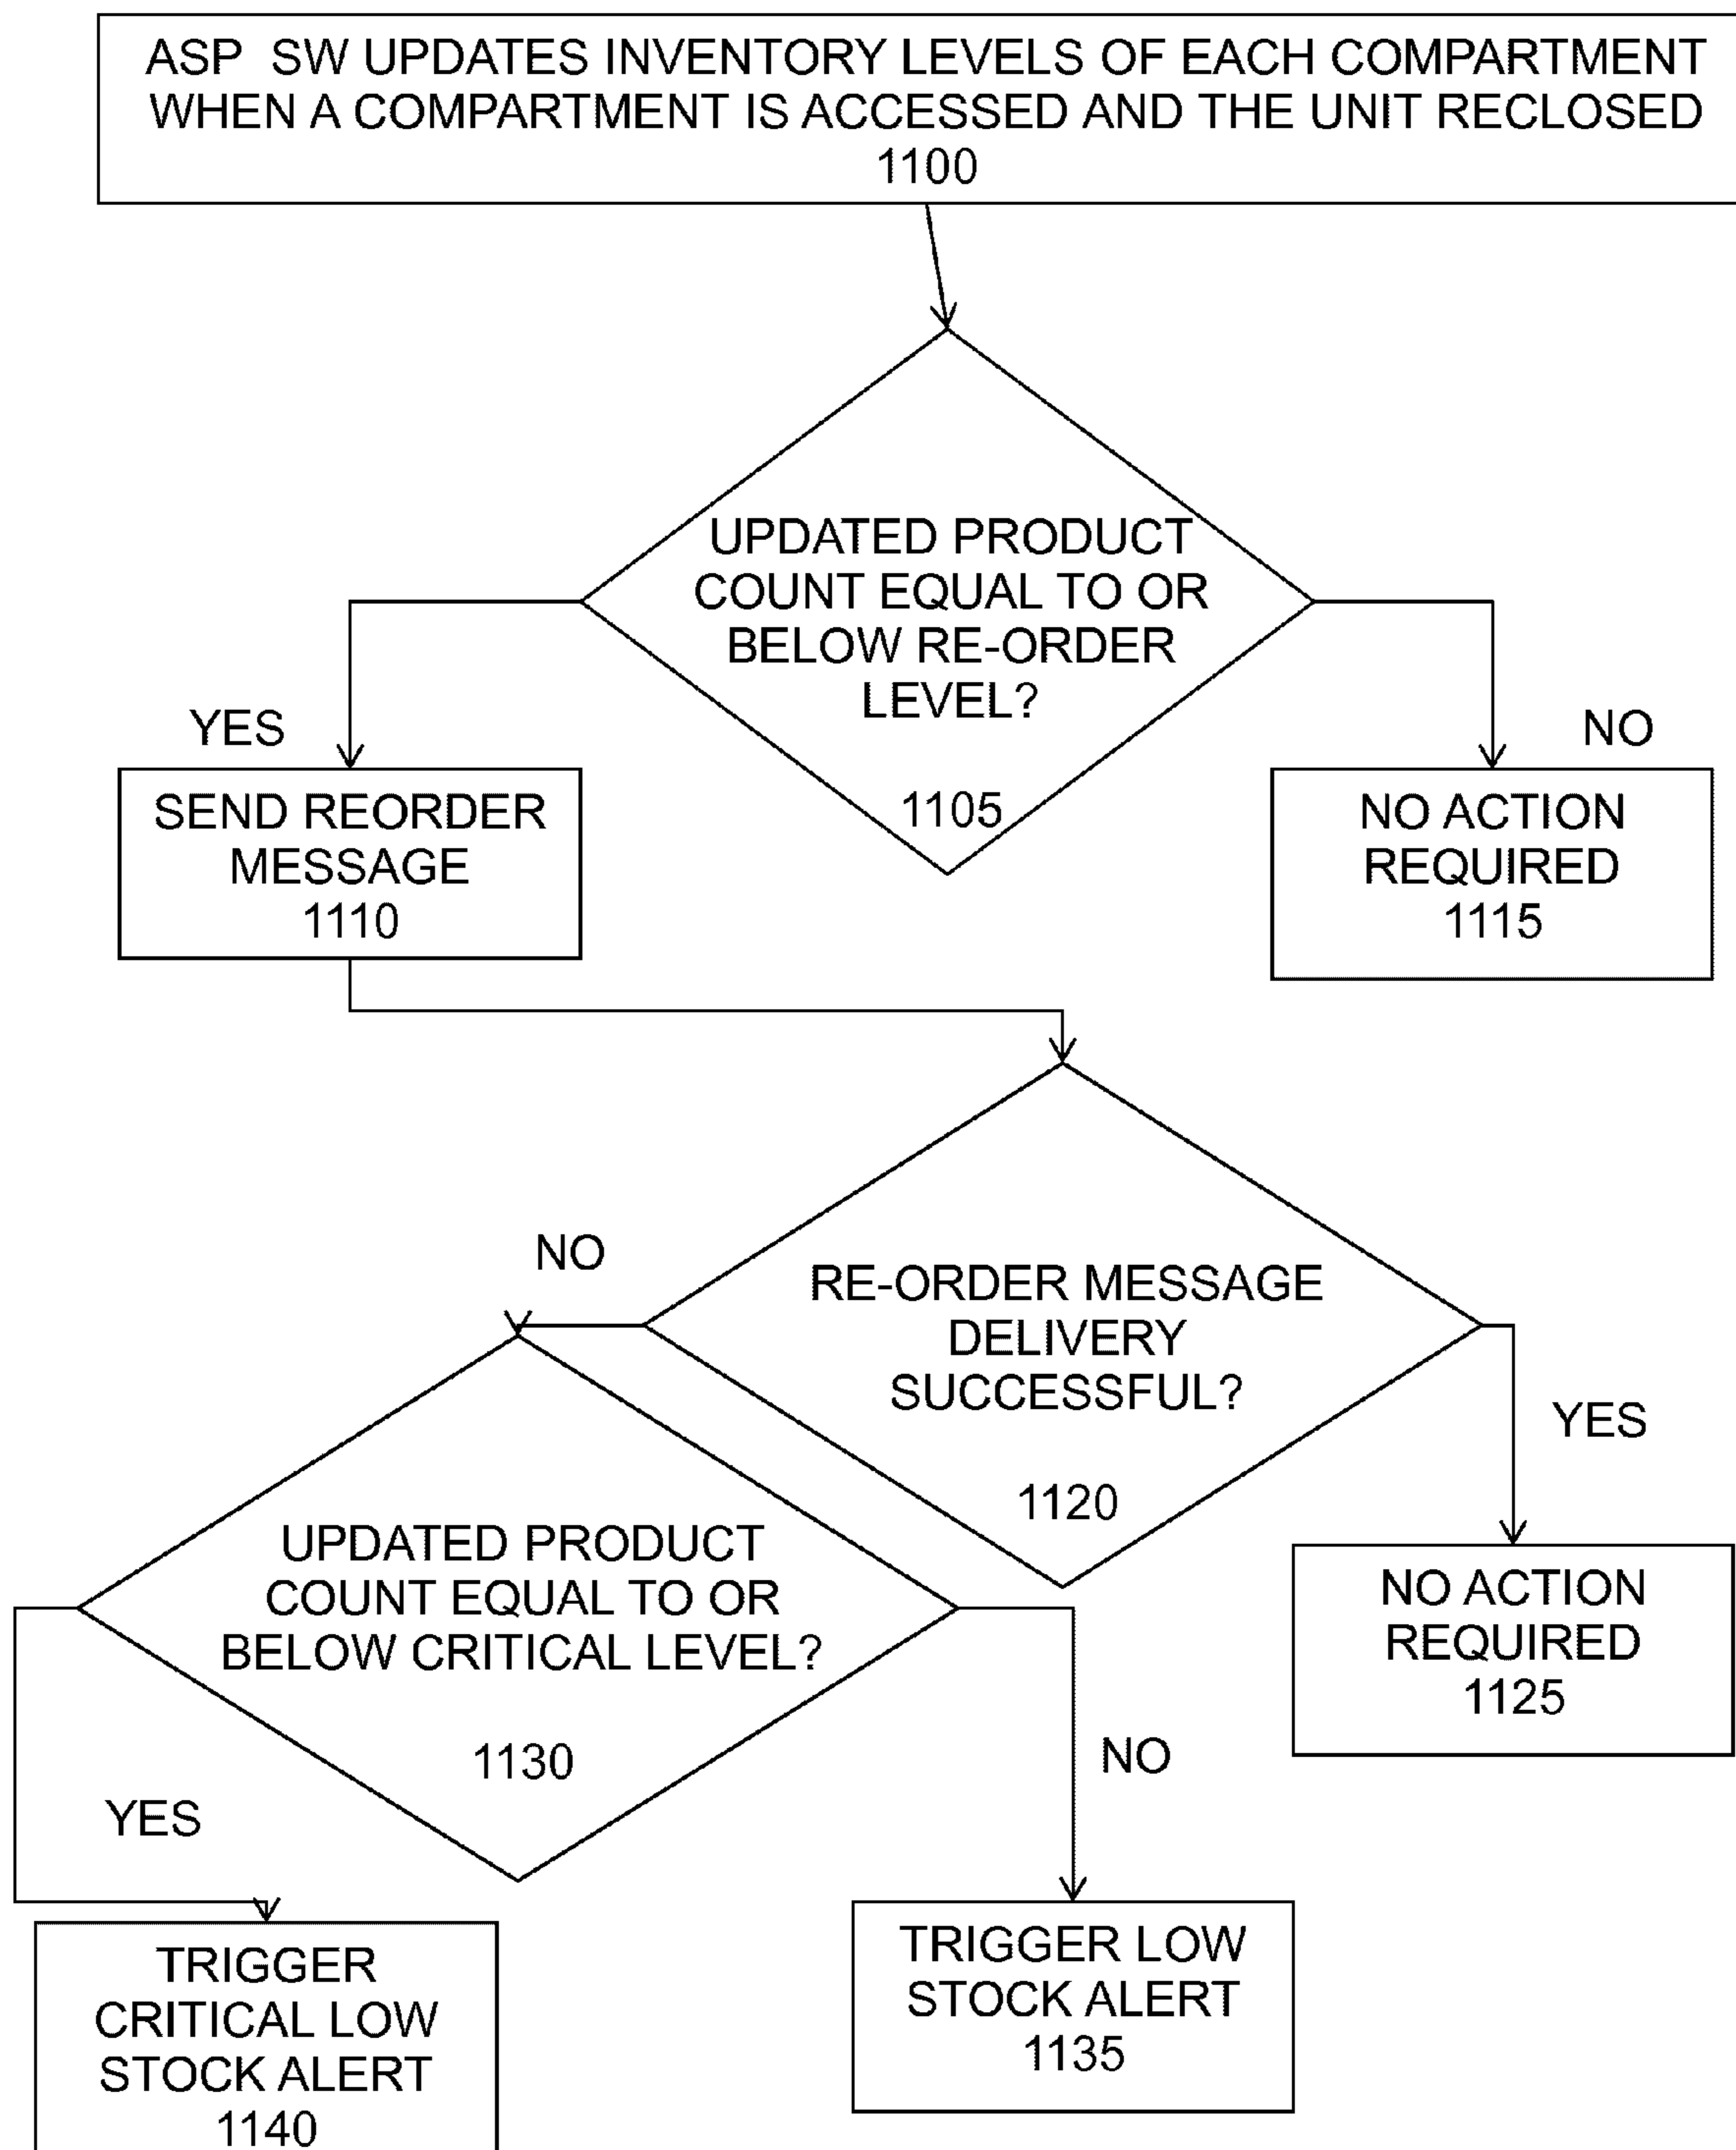 ASP SW UPDATES INVENTORY LEVELS OF EACH COMPARTMENT
WHEN A COMPARTMENT IS ACCESSED AND THE UNIT RECLOSED
1100
UPDATED PRODUCT
COUNT EQUAL TO OR
BELOW RE-ORDER
LEVEL?
1105
YES
NO
SEND REORDER
MESSAGE
1110
NO ACTION
REQUIRED
1115
RE-ORDER MESSAGE
DELIVERY
SUCCESSFUL?
1120
NO
YES
UPDATED PRODUCT
COUNT EQUAL TO OR
BELOW CRITICAL LEVEL?
1130
NO ACTION
REQUIRED
1125
YES
NO
TRIGGER
CRITICAL LOW
STOCK ALERT
1140
TRIGGER LOW
STOCK ALERT
1135